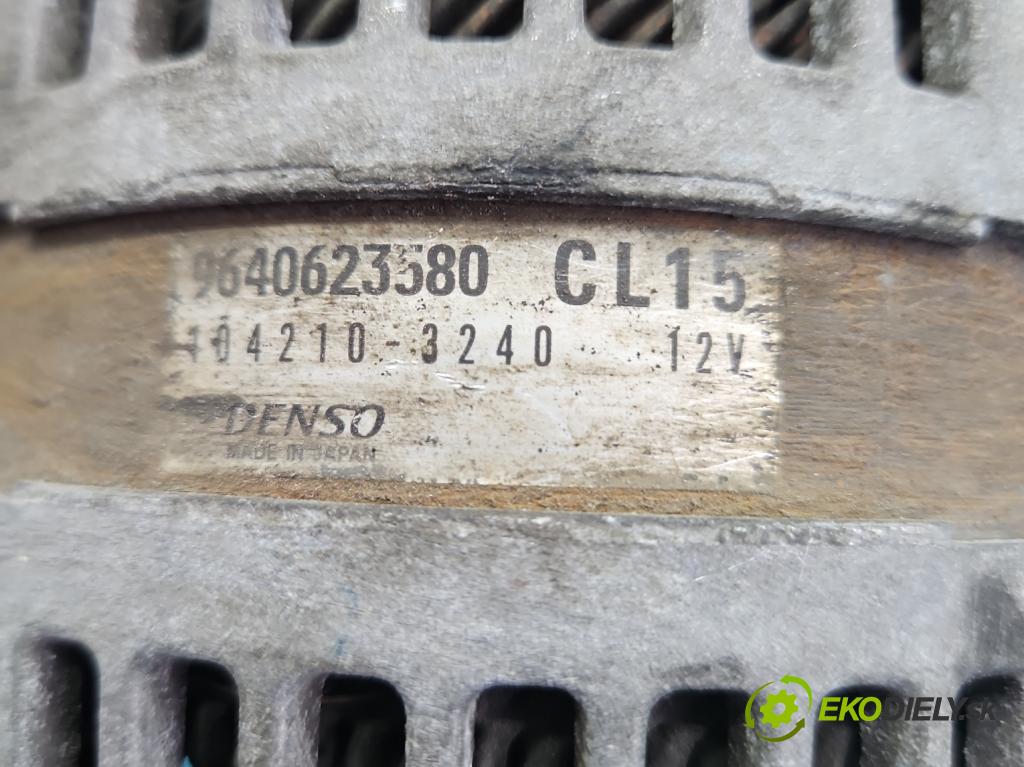 9640623580 CL15
104210-3240 12V
DENSO
MADE IN JAPAN
EKODIELY.SK